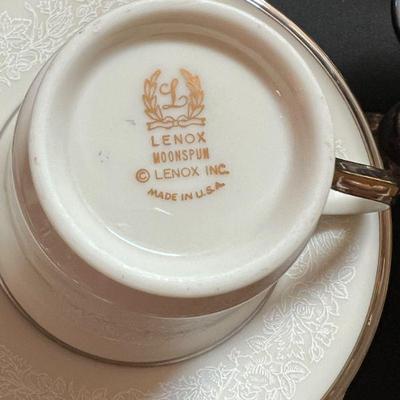 L
LENOX
MOONSPUN
© LENOX INC.
MADE IN U.S.A.